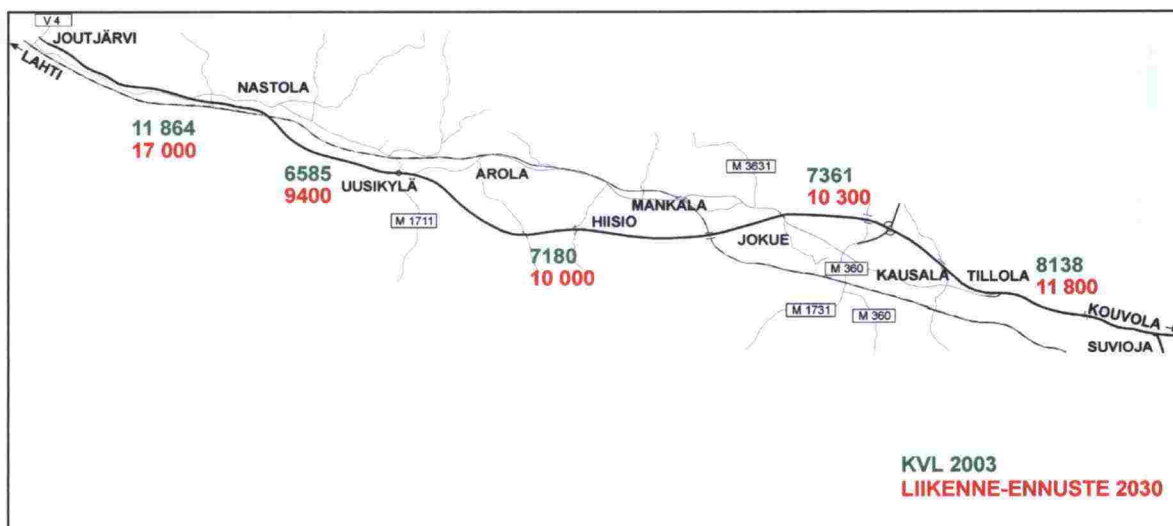 V 4
JOUTJÄRVI
LAHTI
NASTOLA
11 864
17 000
6585
9400
UUSIKYLÄ
AROLA
M 1711
HIISIO
7180
10 000
MANKALA
M 3631
7361
10 300
JOKUE
M 360
KAUSALA
TILLOLA
8138
11 800
M 1731
M 360
KOUVOLA
SUVIOJA
KVL 2003
LIIKENNE-ENNUSTE 2030